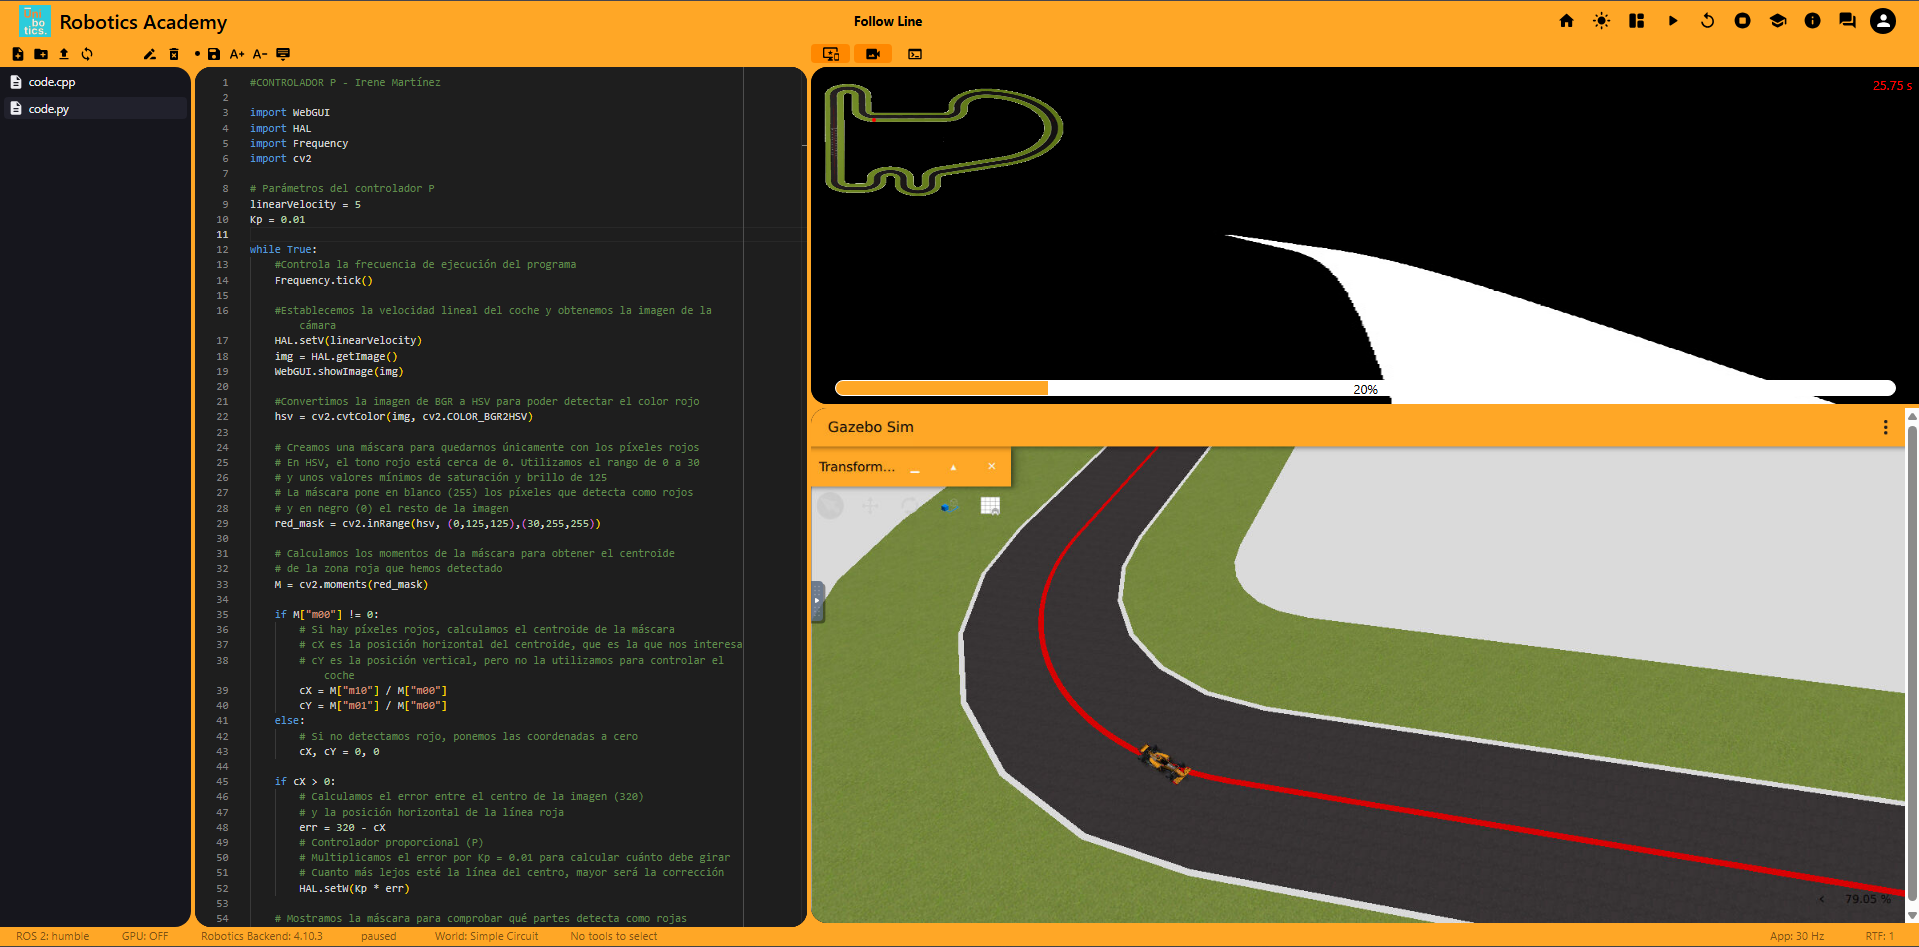 .bo
tics.
Robotics Academy
Follow Line
A+
A-
code.cpp
code.py
1 #CONTROLADOR P - Irene Martínez
2
3 import WebGUI
4 import HAL
5 import Frequency
6 import cv2
7
8 # Parámetros del controlador P
9 linearVelocity = 5
10 Kp = 0.01
11
12 while True:
13 #Controla la frecuencia de ejecución del programa
14 Frequency.tick()
15
16 #Establecemos la velocidad lineal del coche y obtenemos la imagen de la
cámara
17 HAL.setV(linearVelocity)
18 img = HAL.getImage()
19 WebGUI.showImage(img)
20
21 #Convertimos la imagen de BGR a HSV para poder detectar el color rojo
22 hsv = cv2.cvtColor(img, cv2.COLOR_BGR2HSV)
23
24 # Creamos una máscara para quedarnos únicamente con los píxeles rojos
25 # En HSV, el tono rojo está cerca de 0. Utilizamos el rango de 0 a 30
26 # y unos valores mínimos de saturación y brillo de 125
27 # La máscara pone en blanco (255) los píxeles que detecta como rojos
28 # y en negro (0) el resto de la imagen
29 red_mask = cv2.inRange(hsv, (0,125,125),(30,255,255))
30
31 # Calculamos los momentos de la máscara para obtener el centroide
32 # de la zona roja que hemos detectado
33 M = cv2.moments(red_mask)
34
35 if M["m00"] != 0:
36 # Si hay píxeles rojos, calculamos el centroide de la máscara
37 # cX es la posición horizontal del centroide, que es la que nos interesa
38 # cY es la posición vertical, pero no la utilizamos para controlar el
coche
39 cX = M["m10"] / M["m00"]
40 cY = M["m01"] / M["m00"]
41 else:
42 # Si no detectamos rojo, ponemos las coordenadas a cero
43 cX, cY = 0, 0
44
45 if cX > 0:
46 # Calculamos el error entre el centro de la imagen (320)
47 # y la posición horizontal de la línea roja
48 err = 320 - cX
49 # Controlador proporcional (P)
50 # Multiplicamos el error por Kp = 0.01 para calcular cuánto debe girar
51 # Cuanto más lejos esté la línea del centro, mayor será la corrección
52 HAL.setW(Kp * err)
53
54 # Mostramos la máscara para comprobar qué partes detecta como rojas
25.75 s
20%
Gazebo Sim
Transform...
79.05 %
ROS 2: humble
GPU: OFF
Robotics Backend: 4.10.3
paused
World: Simple Circuit
No tools to select
App: 30 Hz
RTF: 1